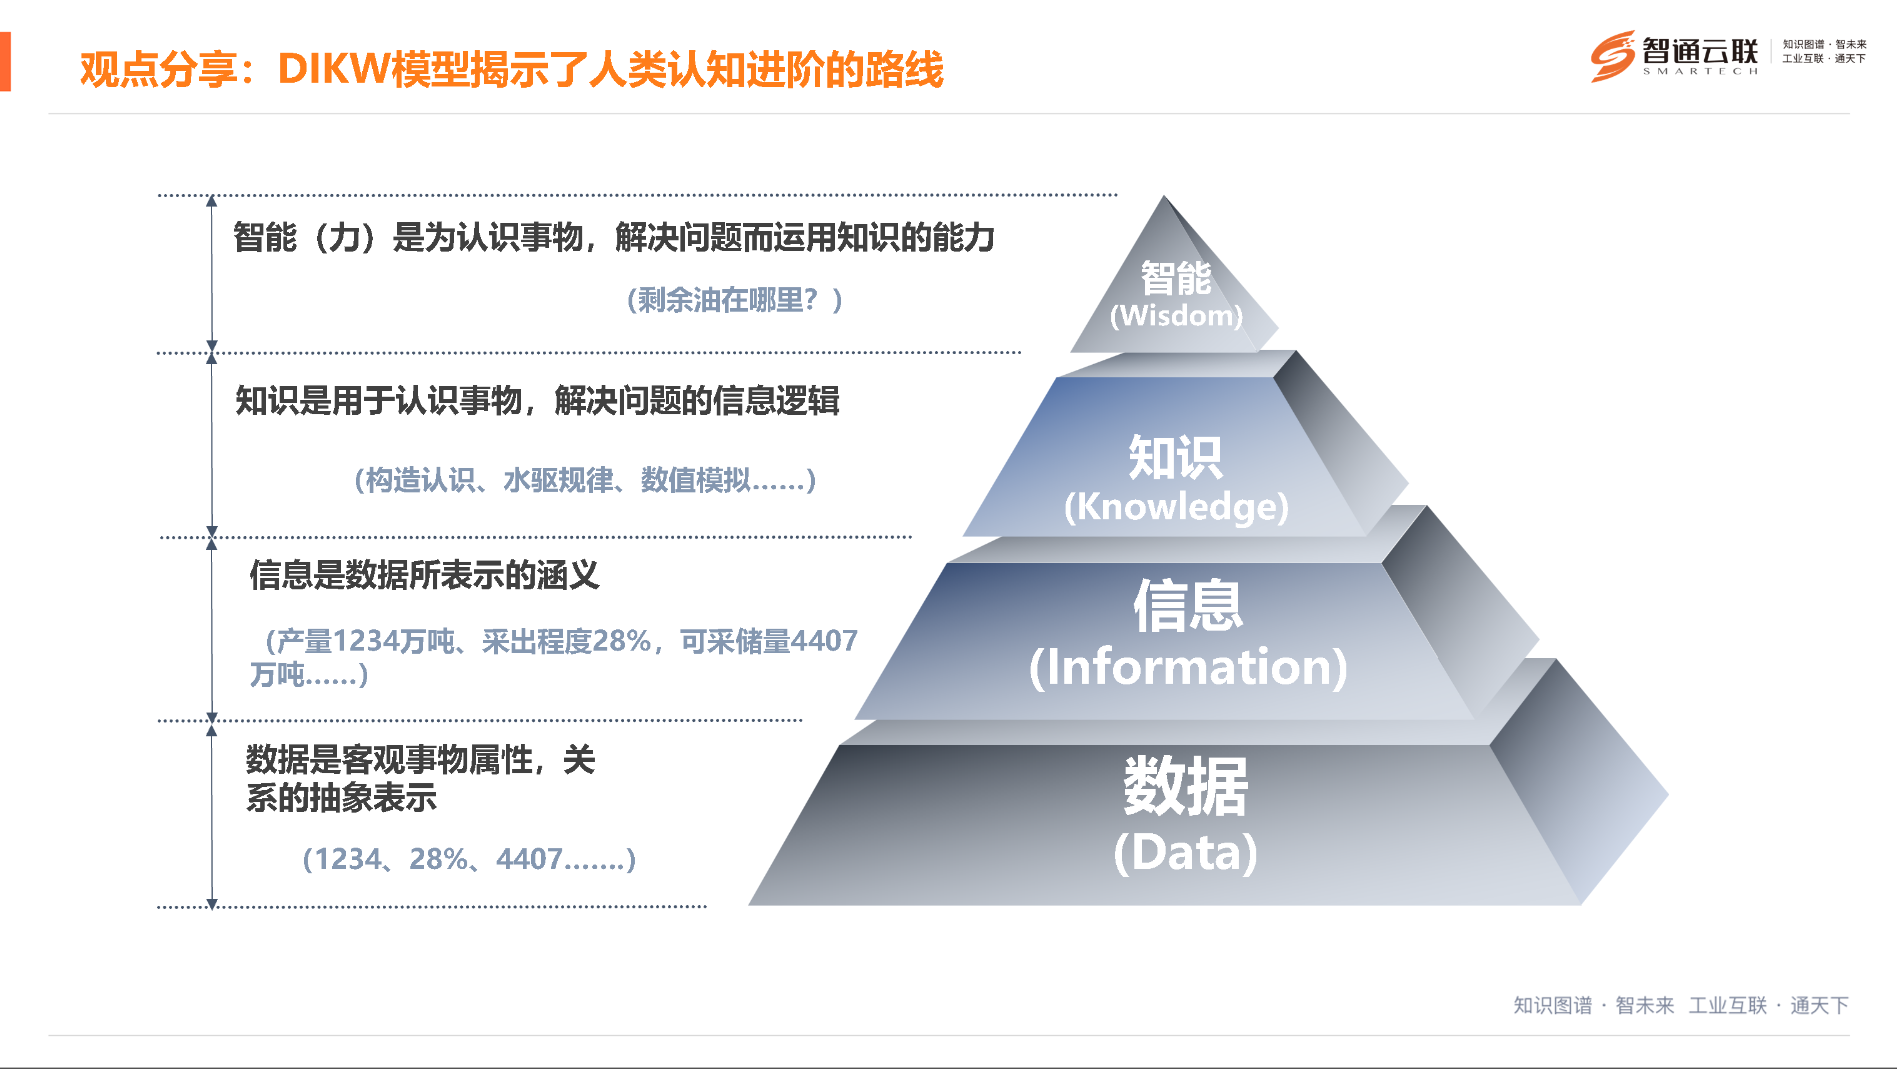 观点分享：DIKW模型揭示了人类认知进阶的路线
智通云联
SMARTECH
知识图谱·智未来
工业互联·通天下
智能（力）是为认识事物，解决问题而运用知识的能力
（剩余油在哪里？）
智能
(Wisdom)
知识是用于认识事物，解决问题的信息逻辑
（构造认识、水驱规律、数值模拟......）
知识
(Knowledge)
信息是数据所表示的涵义
（产量1234万吨、采出程度28%，可采储量4407
万吨......）
信息
(Information)
数据是客观事物属性，关
系的抽象表示
（1234、28%、4407.......）
数据
(Data)
知识图谱·智未来 工业互联·通天下